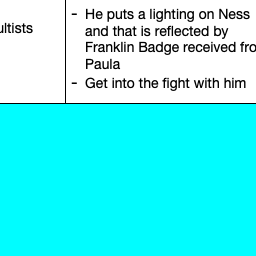 - He puts a lighting on Ness
ultists
and that is reflected by
Franklin Badge received fro
Paula
- Get into the fight with him